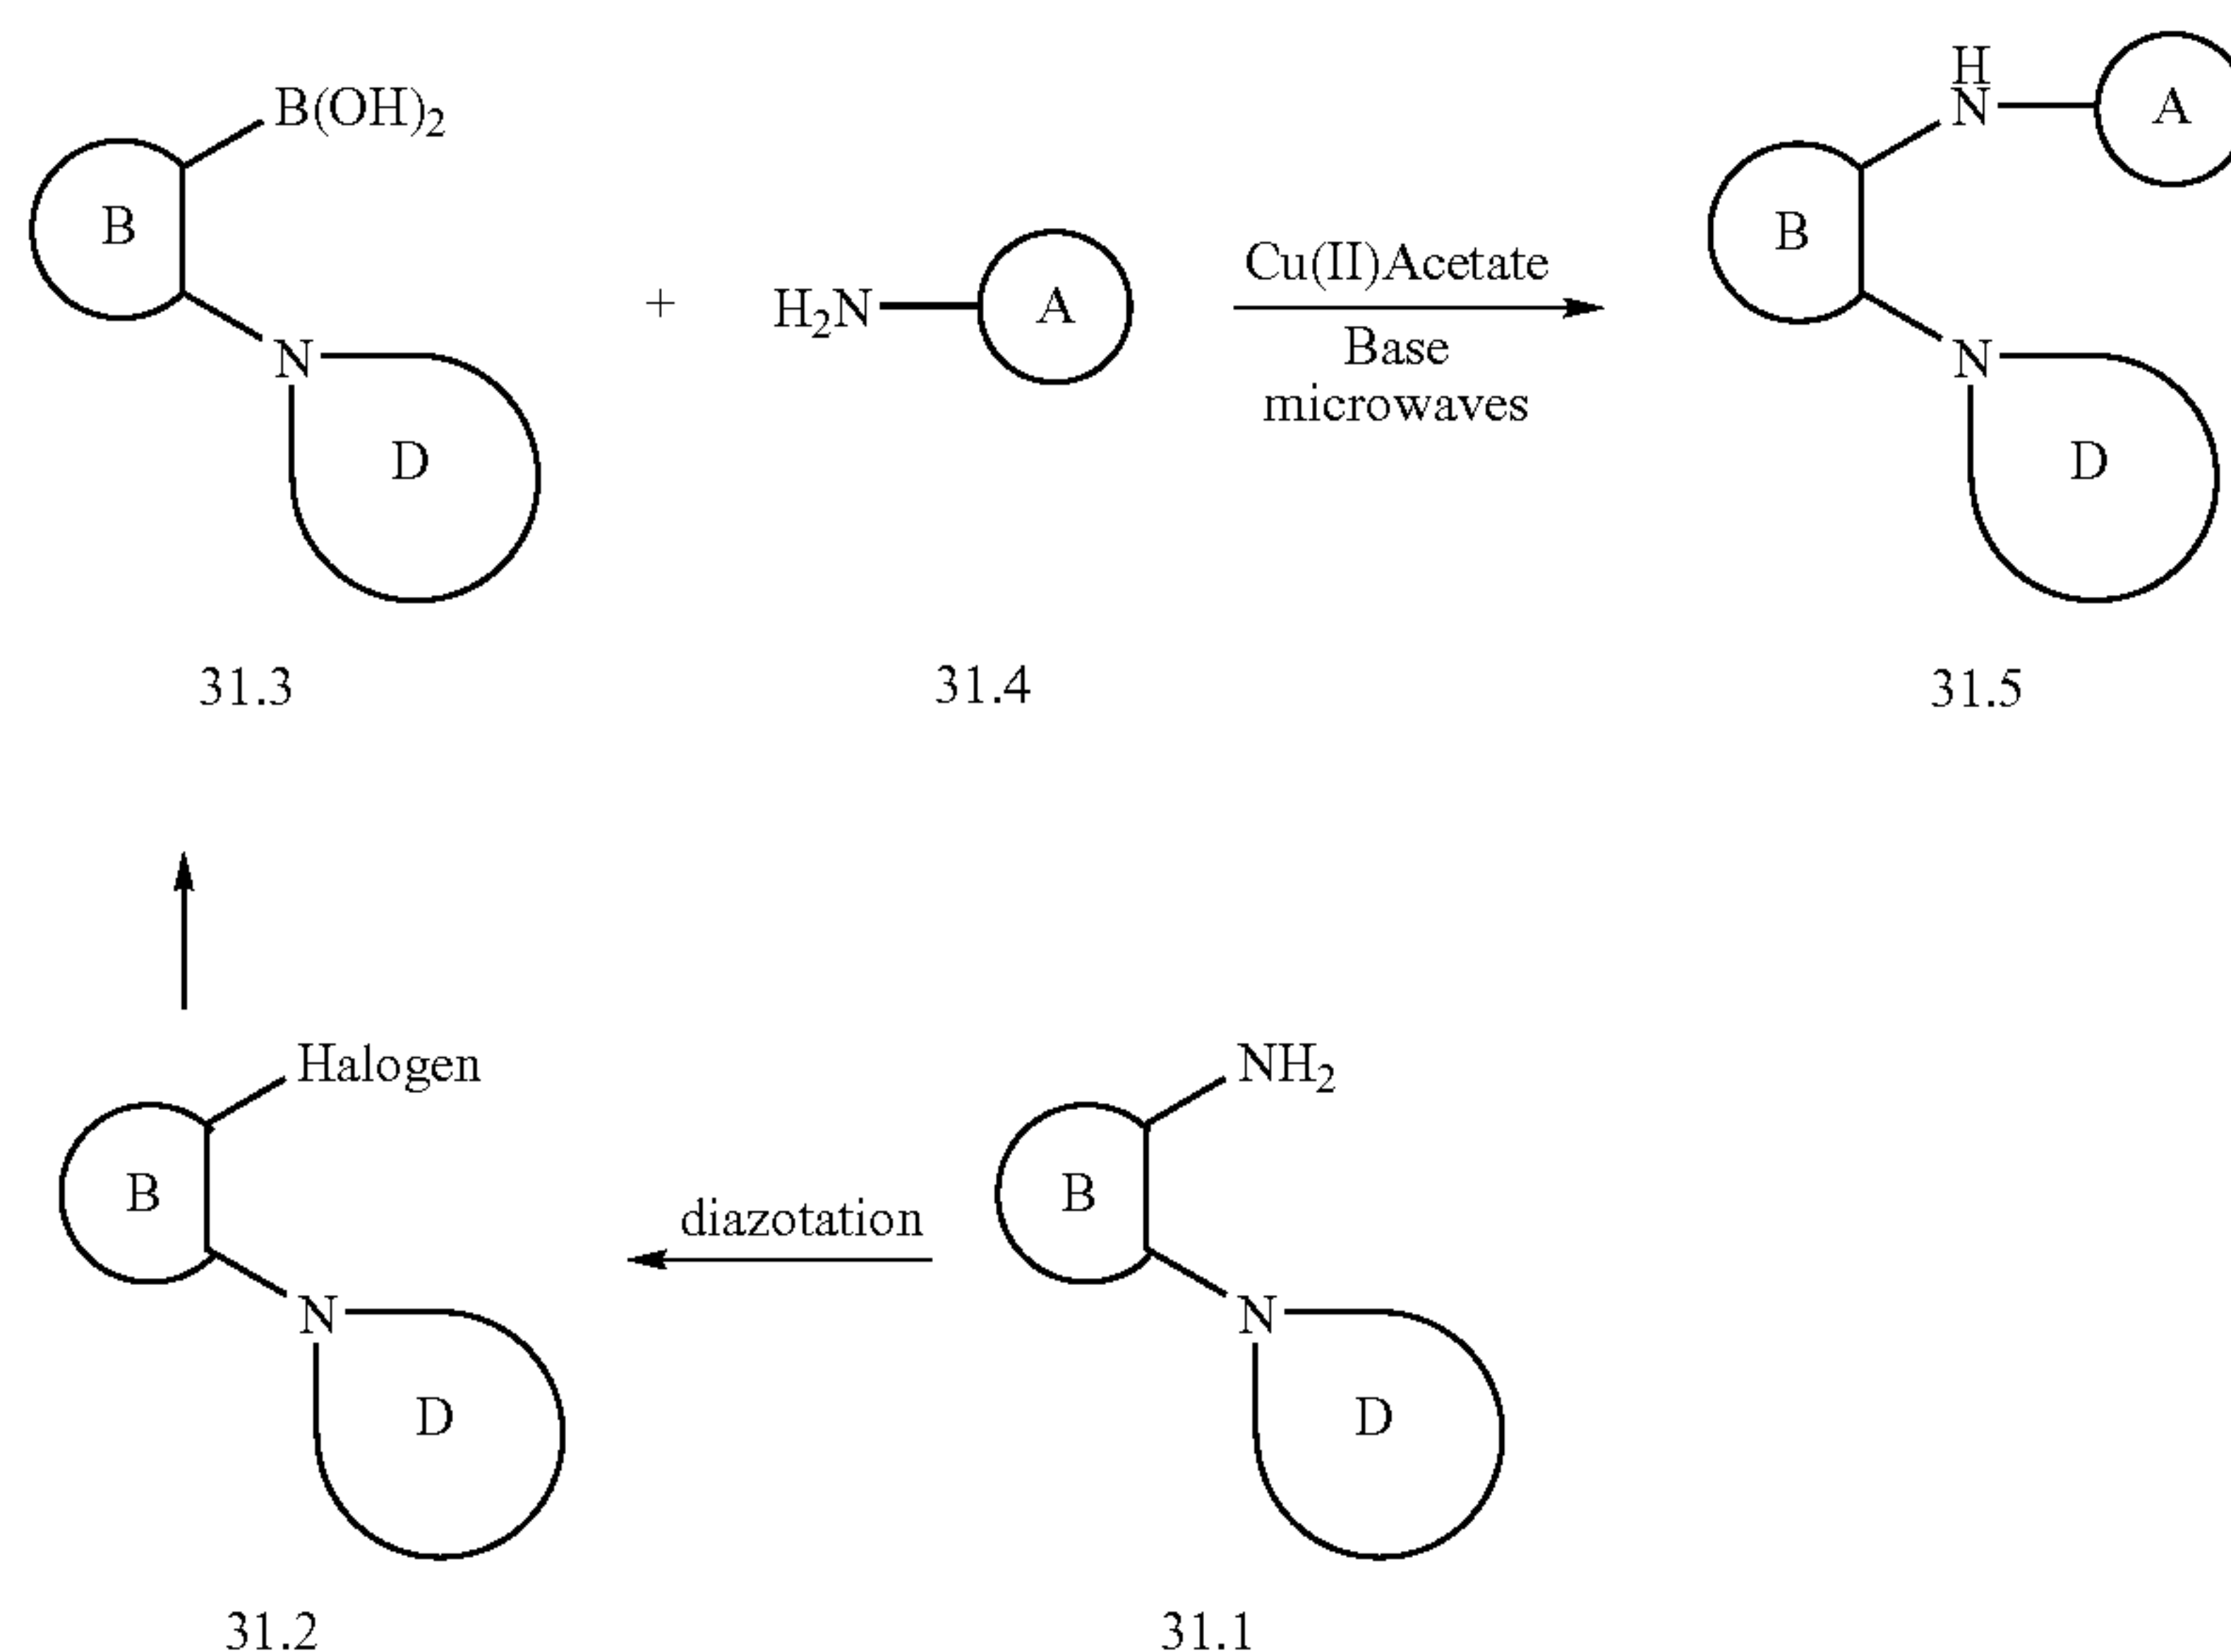 B(OH)₂
B
N
D
31.3
+
H₂N
A
31.4
Cu(II)Acetate
Base
microwaves
H
N
A
B
N
D
31.5
Halogen
B
N
D
31.2
diazotation
NH₂
B
N
D
31.1